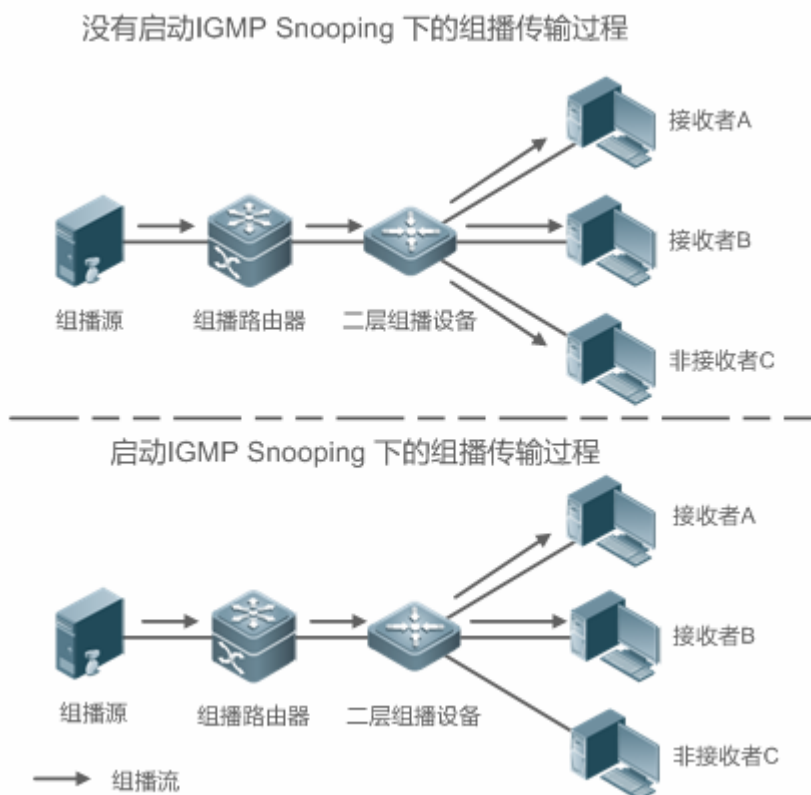 没有启动IGMP Snooping 下的组播传输过程
接收者A
接收者B
组播源
组播路由器
二层组播设备
非接收者C
启动IGMP Snooping 下的组播传输过程
接收者A
接收者B
组播源
组播路由器
二层组播设备
非接收者C
组播流